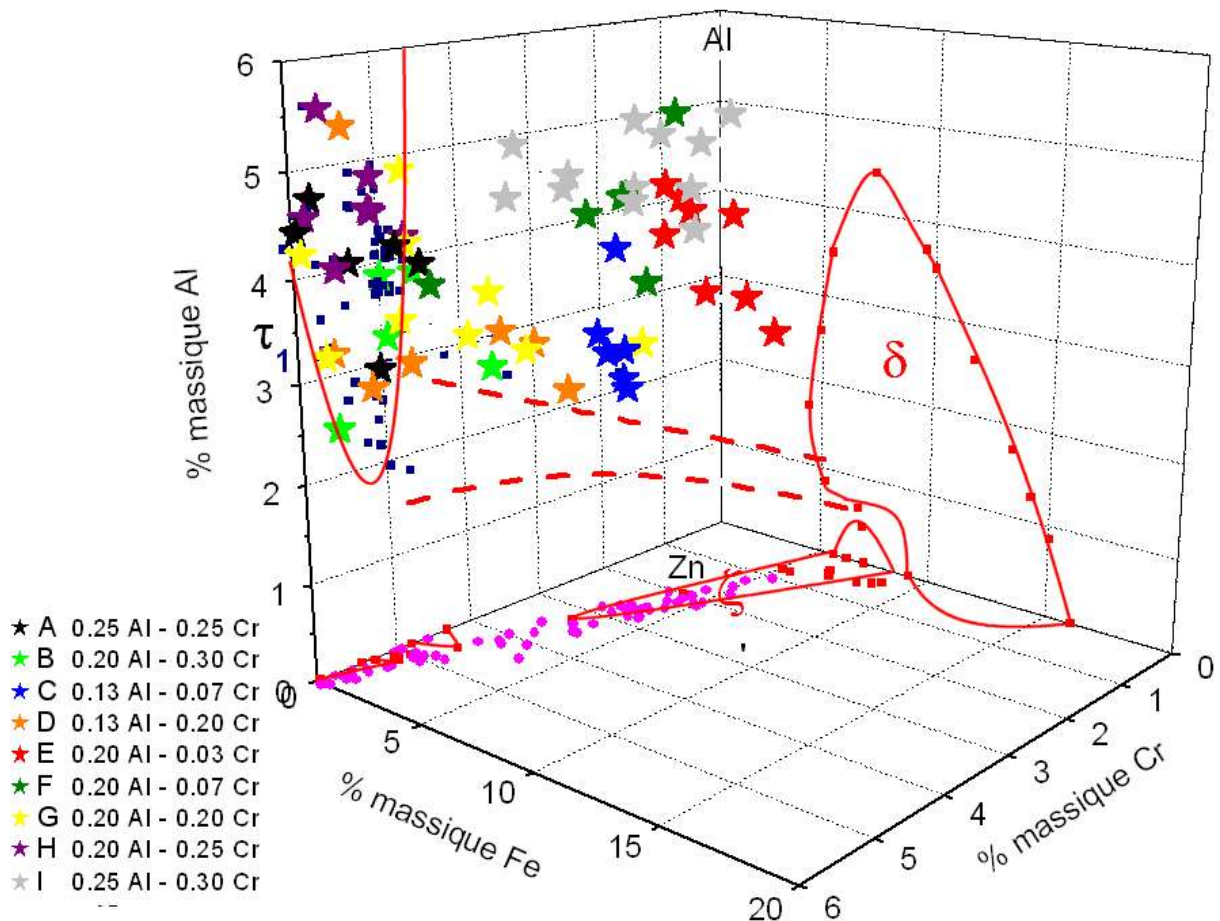 Al
6
5
4
3
2
1
0
% massique Al
τ
1
δ
Zn
ξ
'
0
5
10
15
20
% massique Fe
6
5
4
3
2
1
0
% massique Cr
A 0.25 Al - 0.25 Cr
B 0.20 Al - 0.30 Cr
C 0.13 Al - 0.07 Cr
D 0.13 Al - 0.20 Cr
E 0.20 Al - 0.03 Cr
F 0.20 Al - 0.07 Cr
G 0.20 Al - 0.20 Cr
H 0.20 Al - 0.25 Cr
I 0.25 Al - 0.30 Cr